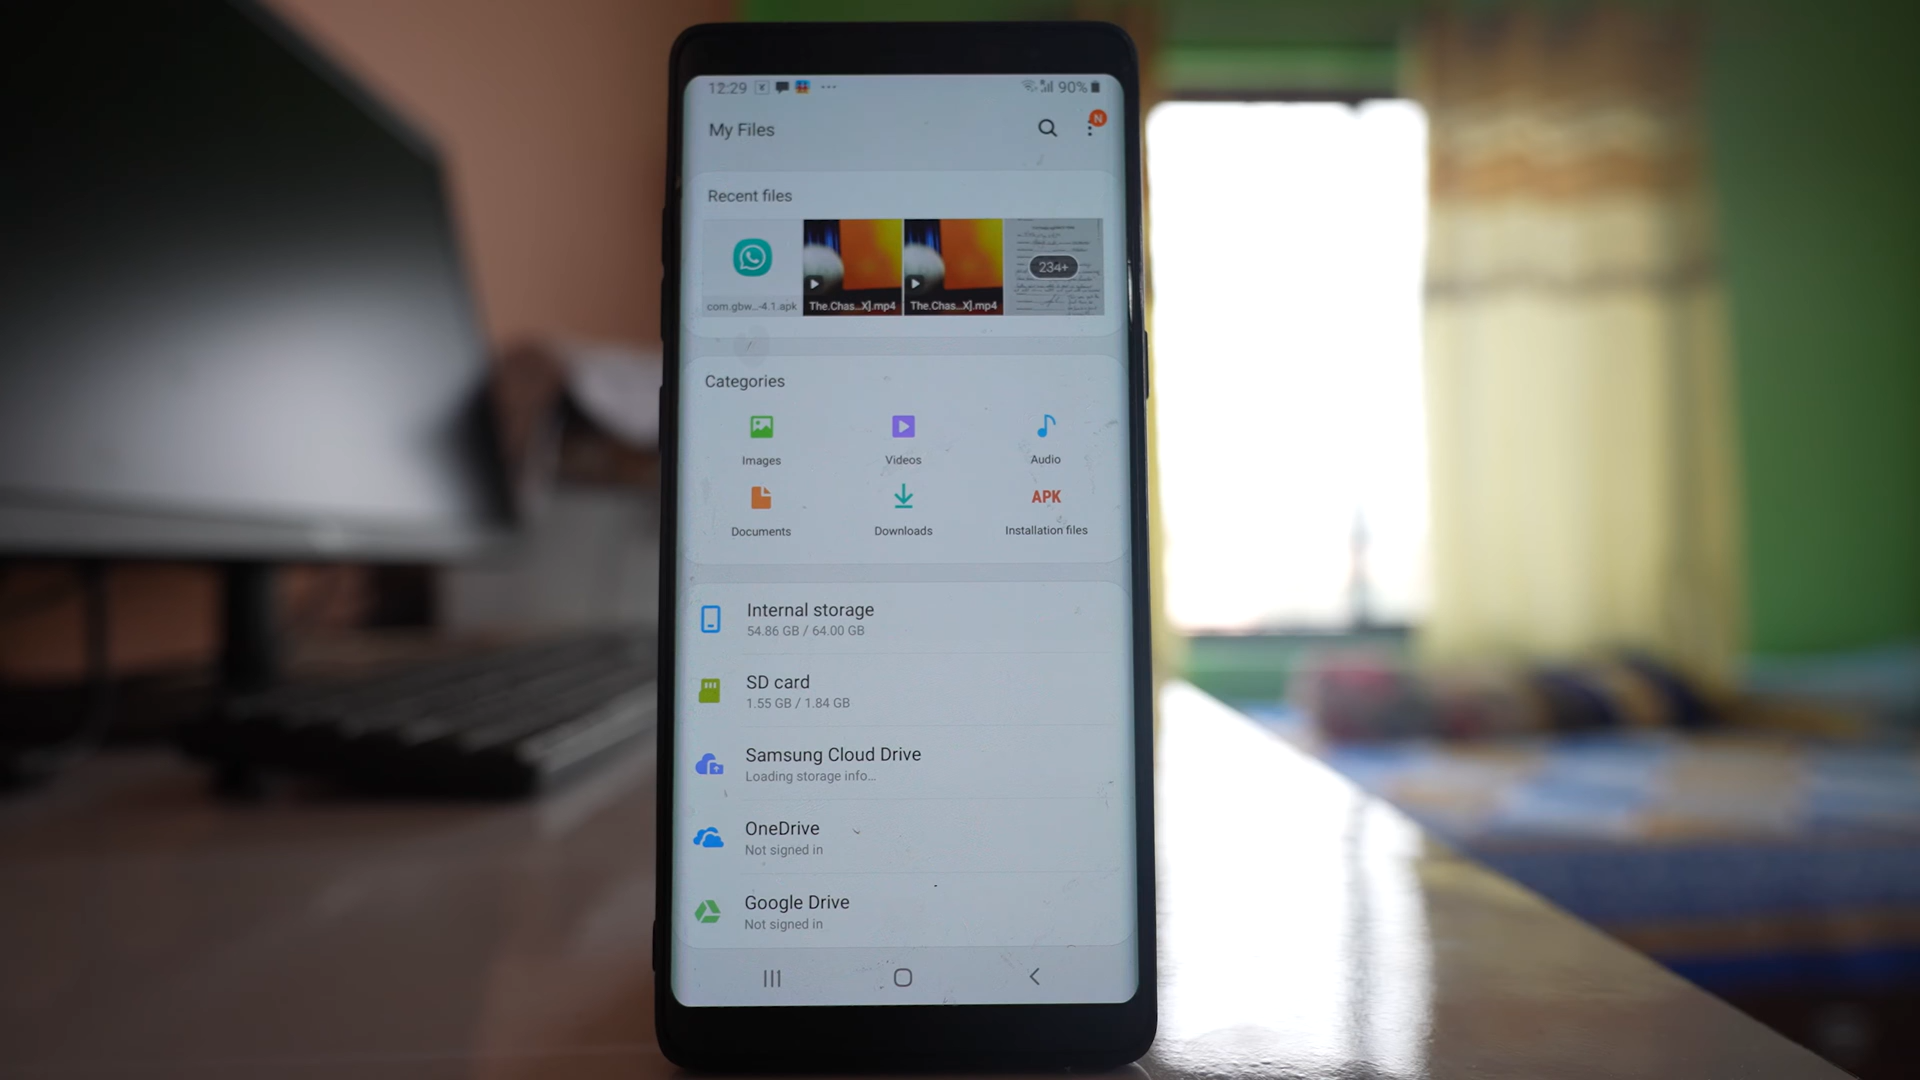 12:29
90%
My Files
N
Recent files
234+
com.gbw...-4.1.apk
The.Chas...X].mp4
The.Chas...X].mp4
Categories
Images
Videos
Audio
APK
Documents
Downloads
Installation files
Internal storage
54.86 GB / 64.00 GB
SD card
1.55 GB / 1.84 GB
Samsung Cloud Drive
Loading storage info...
OneDrive
Not signed in
Google Drive
Not signed in